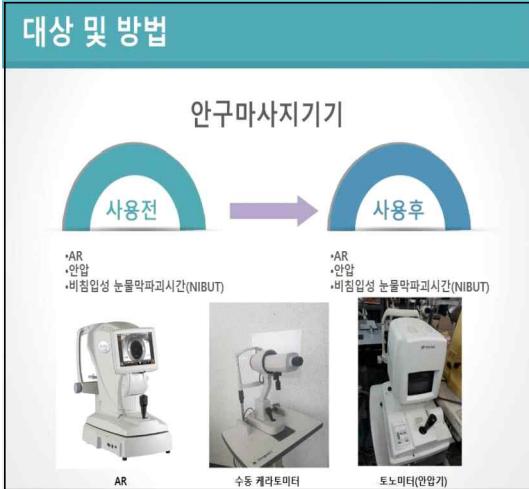 대상 및 방법
안구마사지기기
사용전
사용후
•AR
•안압
•비침입성 눈물막파괴시간(NIBUT)
•AR
•안압
•비침입성 눈물막파괴시간(NIBUT)
AR
수동 케라토미터
토노미터(안압기)